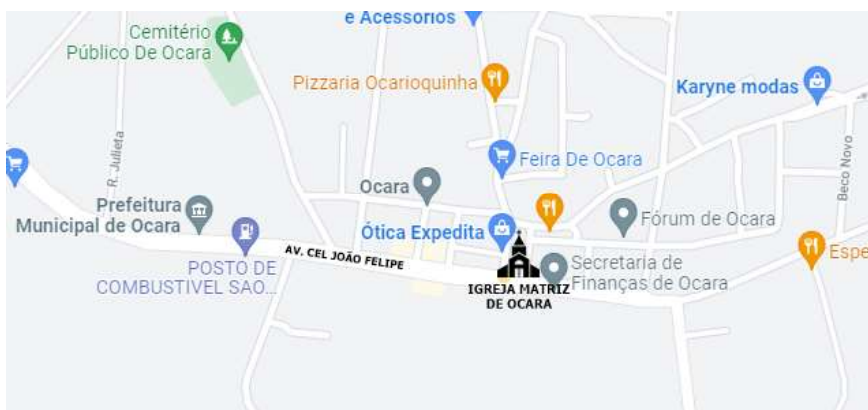 e Acessórios
Cemitério
Público De Ocara
Pizzaria Ocarioquinha
Karyne modas
R. Julieta
Feira De Ocara
Ocara
Beco Novo
Prefeitura
Municipal de Ocara
Fórum de Ocara
Ótica Expedita
AV. CEL JOÃO FELIPE
Espe
POSTO DE
COMBUSTIVEL SAO...
Secretaria de
Finanças de Ocara
IGREJA MATRIZ
DE OCARA